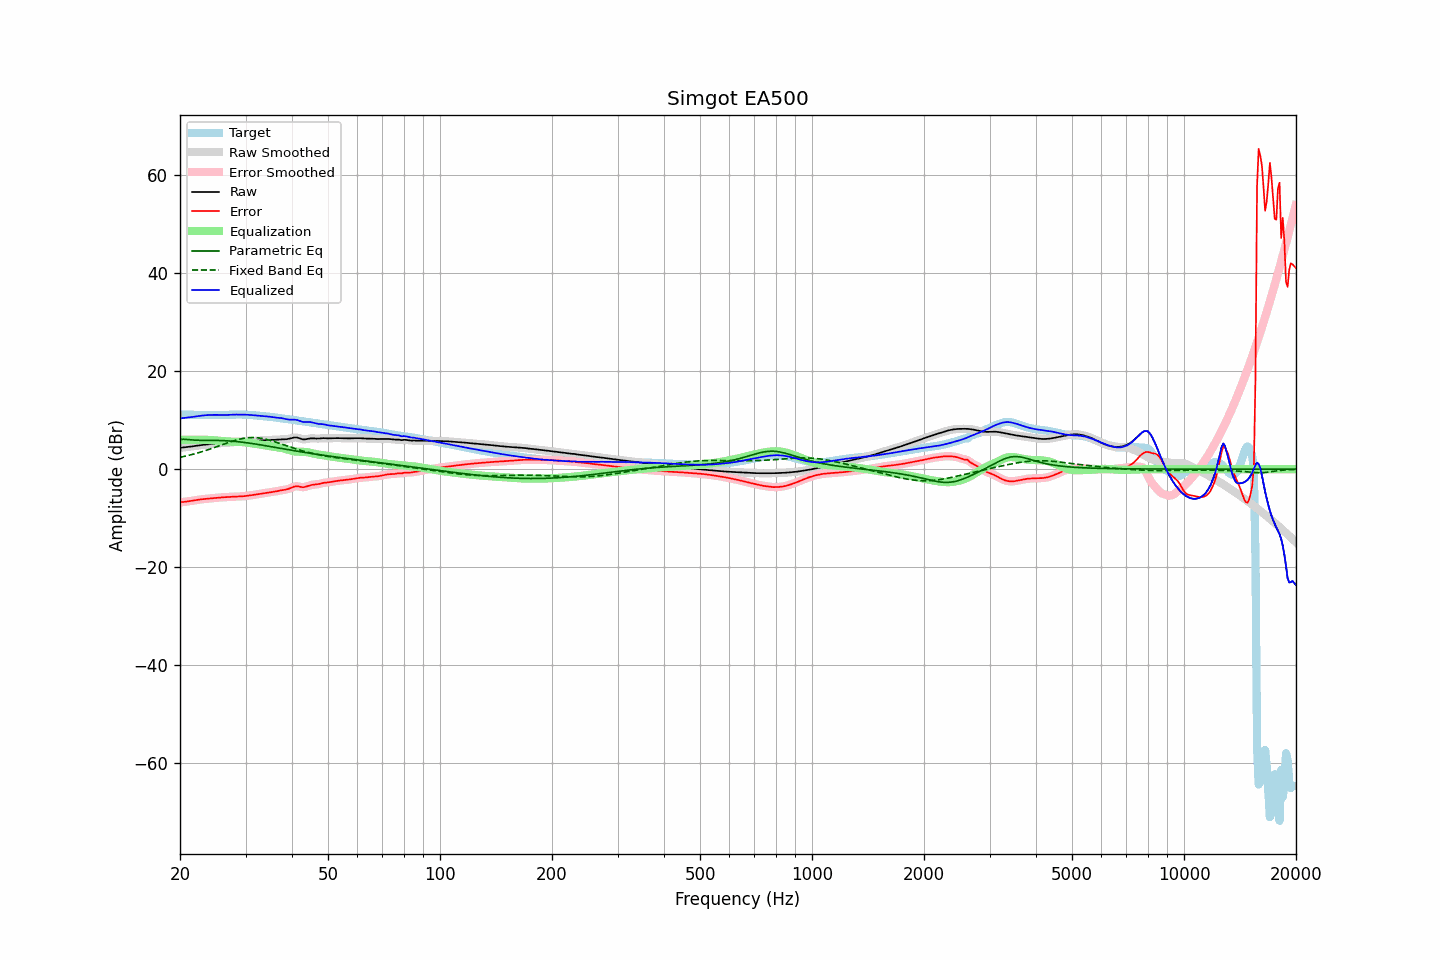 Simgot EA500
Target
Raw Smoothed
Error Smoothed
Raw
Error
Equalization
Parametric Eq
Fixed Band Eq
Equalized
60
40
20
0
−20
−40
−60
Amplitude (dBr)
20 50 100 200 500 1000 2000 5000 10000 20000
Frequency (Hz)